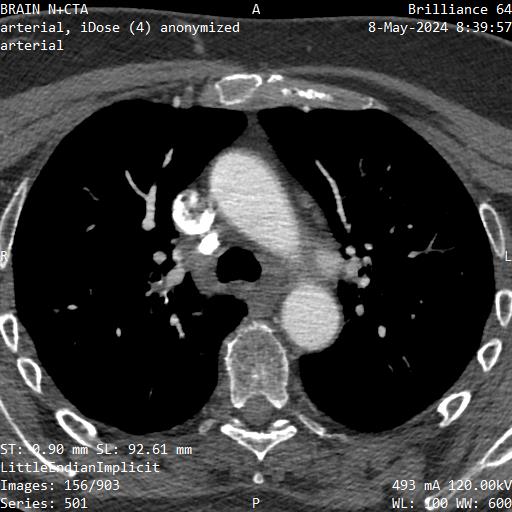 BRAIN N+CTA
A
Brilliance 64
arterial, iDose (4) anonymized
8-May-2024 8:39:57
arterial
R
L
ST: 0.90 mm SL: 92.61 mm
LittleEndianImplicit
Images: 156/903
493 mA 120.00kV
Series: 501
P
WL: 100 WW: 600